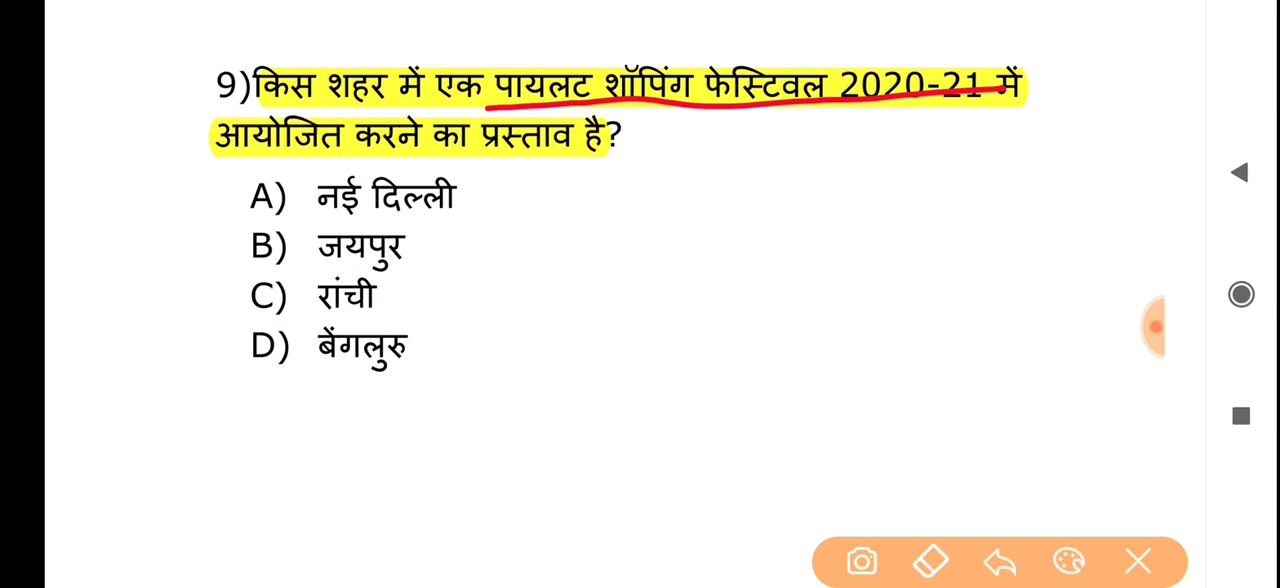 9)किस शहर में एक पायलट शॉपिंग फेस्टिवल 2020-21 में
आयोजित करने का प्रस्ताव है?
A) नई दिल्ली
B) जयपुर
C) रांची
D) बेंगलुरु